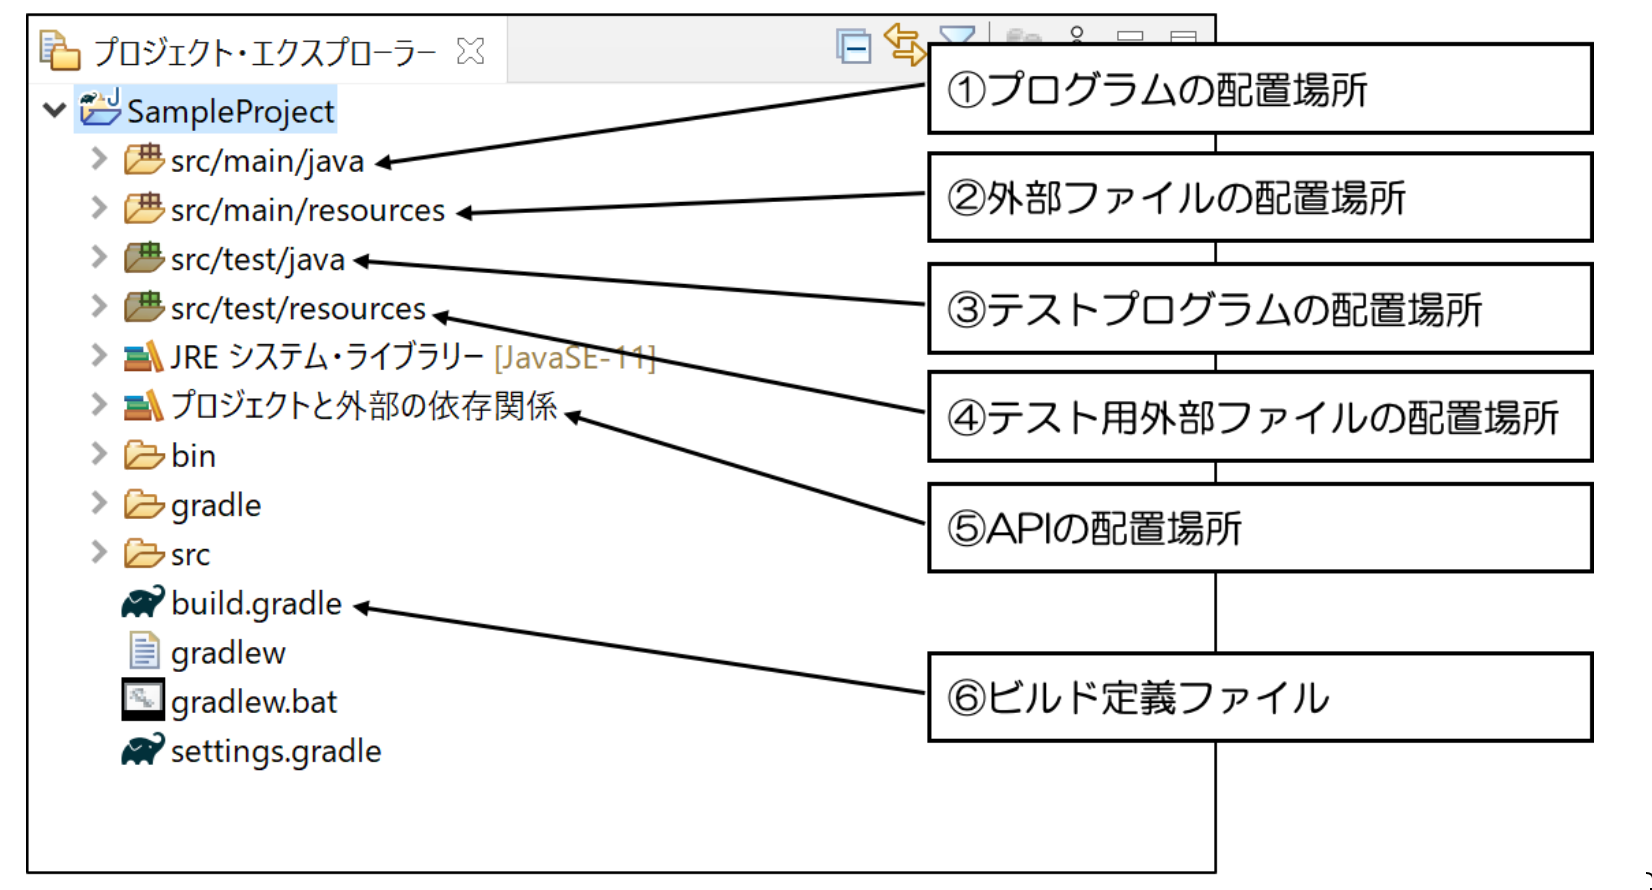 プロジェクト・エクスプローラー
SampleProject
①プログラムの配置場所
src/main/java
②外部ファイルの配置場所
src/main/resources
③テストプログラムの配置場所
src/test/java
④テスト用外部ファイルの配置場所
src/test/resources
JRE システム・ライブラリー [JavaSE-11]
⑤APIの配置場所
プロジェクトと外部の依存関係
bin
gradle
src
⑥ビルド定義ファイル
build.gradle
gradlew
gradlew.bat
settings.gradle